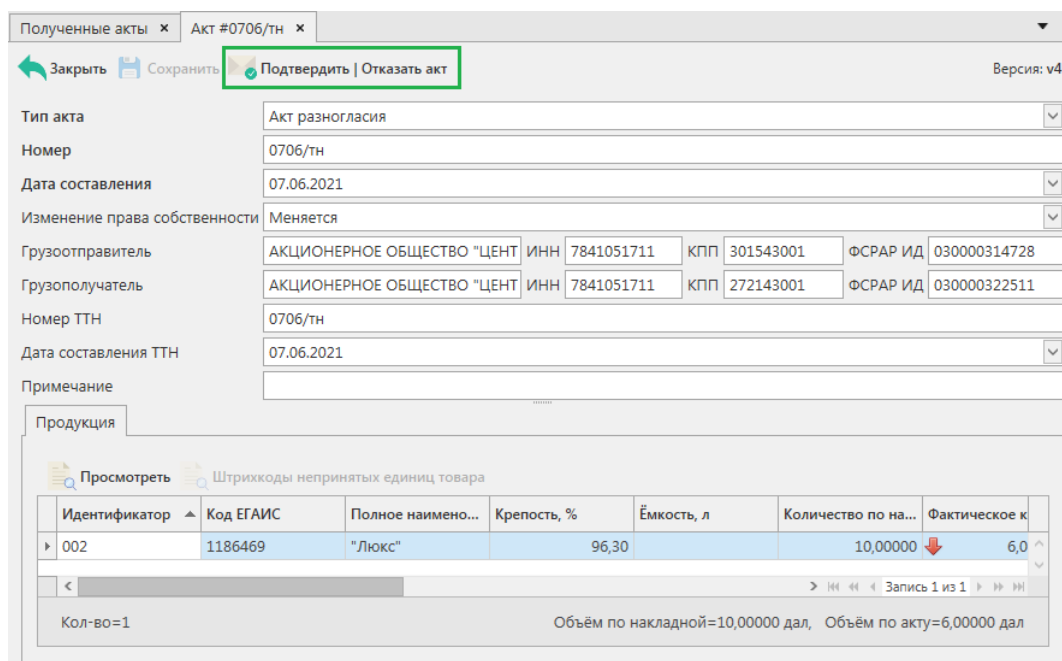 Полученные акты × Акт #0706/тн ×
Закрыть Сохранить Подтвердить | Отказать акт Версия: v4
Тип акта Акт разногласия
Номер 0706/тн
Дата составления 07.06.2021
Изменение права собственности Меняется
Грузоотправитель АКЦИОНЕРНОЕ ОБЩЕСТВО "ЦЕНТ ИНН 7841051711 КПП 301543001 ФСРАР ИД 030000314728
Грузополучатель АКЦИОНЕРНОЕ ОБЩЕСТВО "ЦЕНТ ИНН 7841051711 КПП 272143001 ФСРАР ИД 030000322511
Номер ТТН 0706/тн
Дата составления ТТН 07.06.2021
Примечание
Продукция
Просмотреть Штрихкоды непринятых единиц товара
Идентификатор Код ЕГАИС Полное наимено... Крепость, % Ёмкость, л Количество по на... Фактическое к
002 1186469 "Люкс" 96,30 10,00000 6,0
Запись 1 из 1
Кол-во=1 Объём по накладной=10,00000 дал, Объём по акту=6,00000 дал